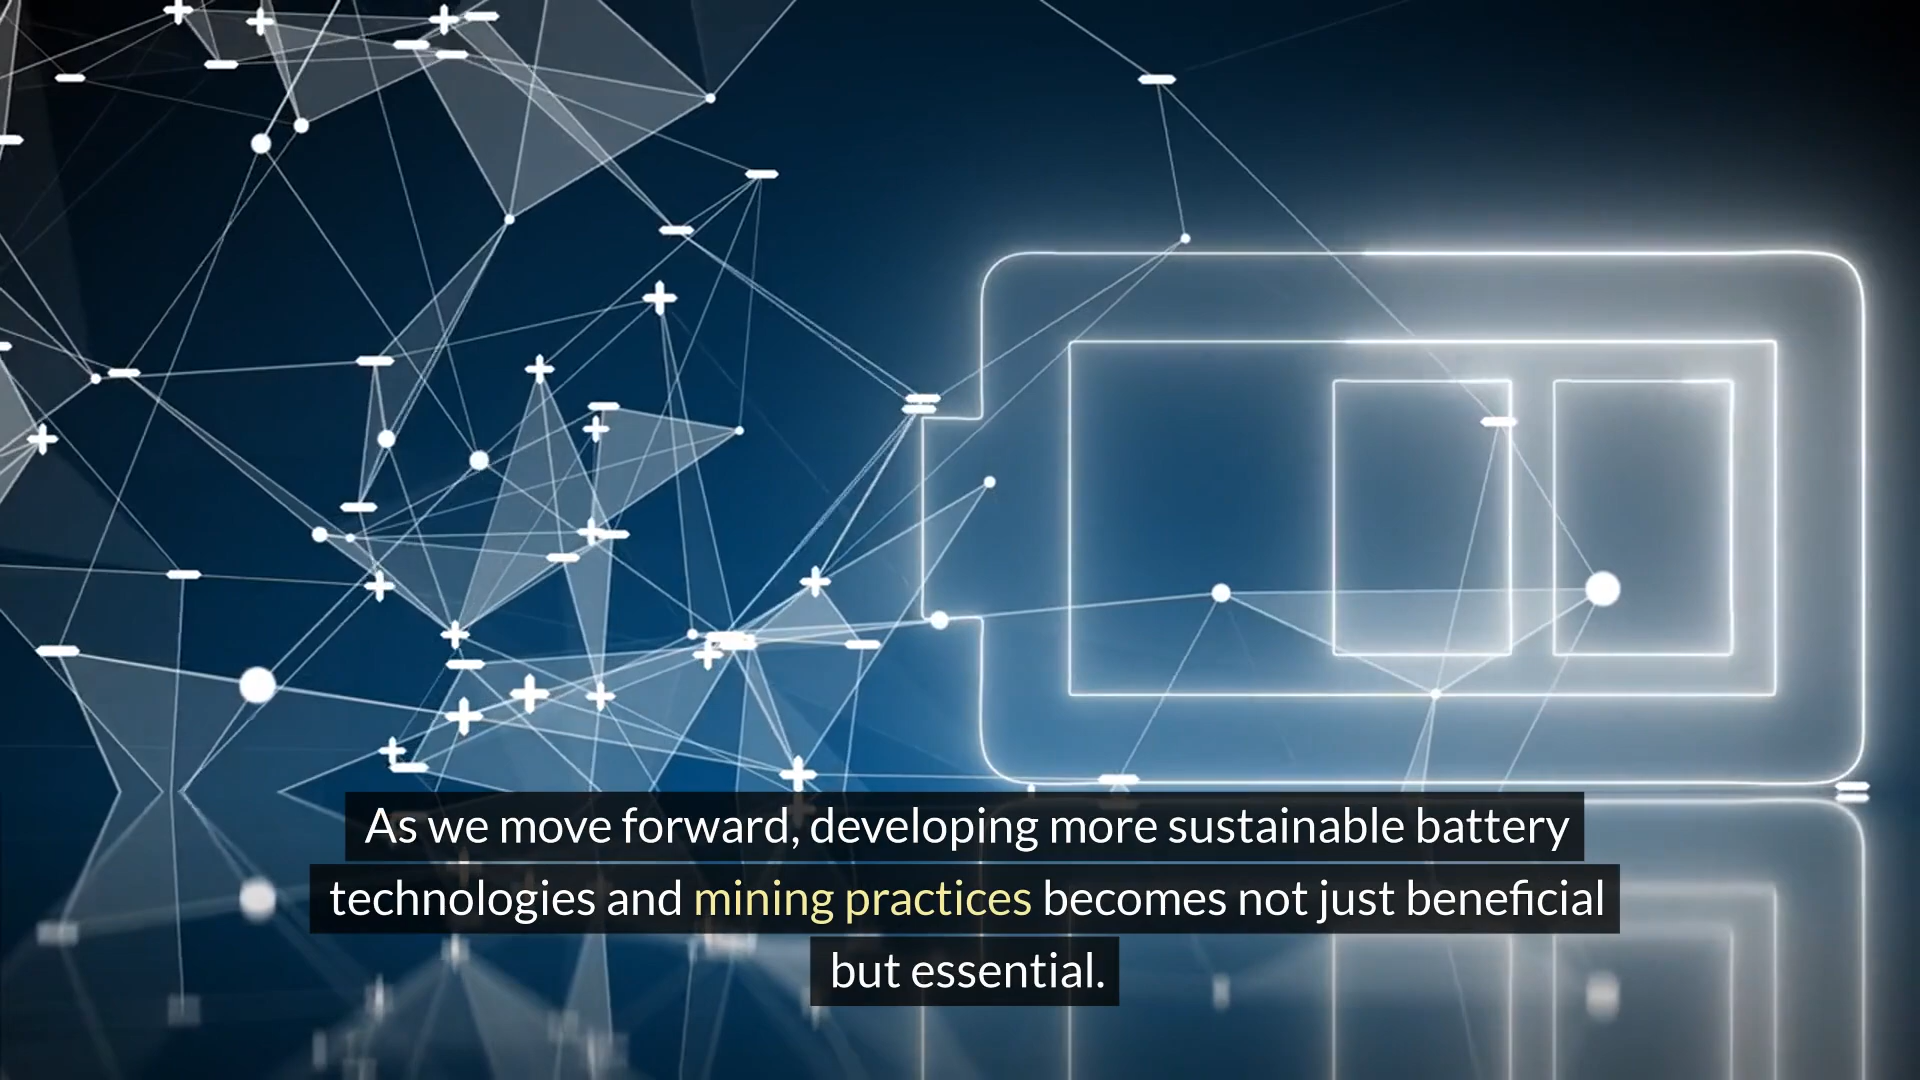 As we move forward, developing more sustainable battery
technologies and mining practices becomes not just beneficial
but essential.